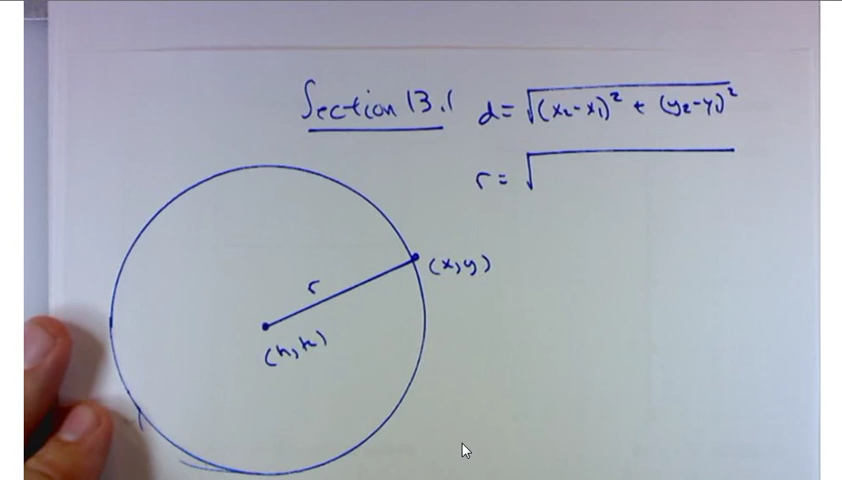 Section 13.1
d = √(x₂-x₁)² + (y₂-y₁)²
r = √
(x,y)
r
(h,k)